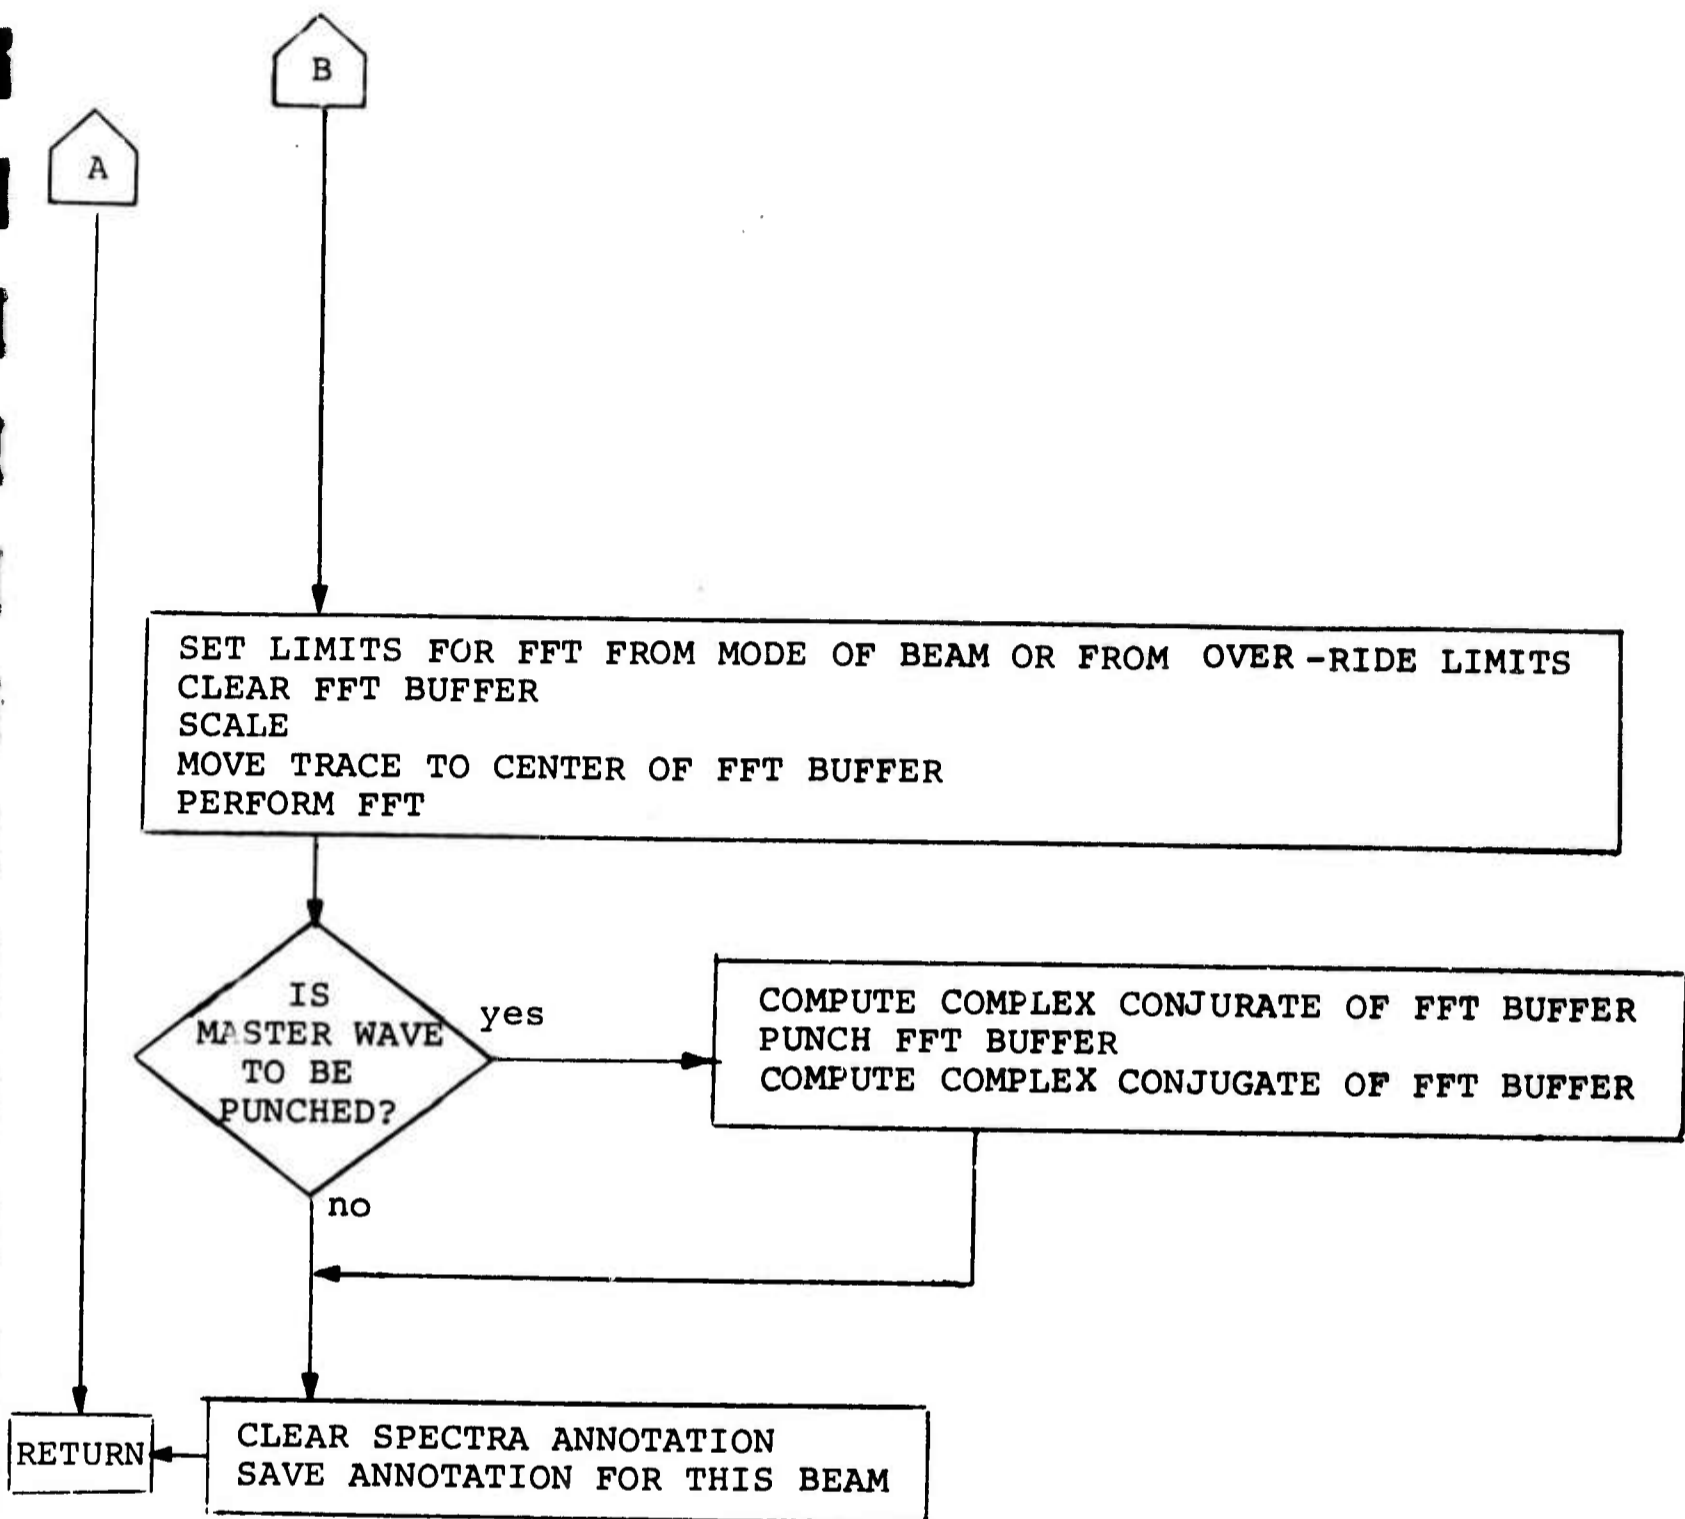 B
A
SET LIMITS FOR FFT FROM MODE OF BEAM OR FROM OVER-RIDE LIMITS
CLEAR FFT BUFFER
SCALE
MOVE TRACE TO CENTER OF FFT BUFFER
PERFORM FFT
IS
MASTER WAVE
TO BE
PUNCHED?
yes
COMPUTE COMPLEX CONJURATE OF FFT BUFFER
PUNCH FFT BUFFER
COMPUTE COMPLEX CONJUGATE OF FFT BUFFER
no
RETURN
CLEAR SPECTRA ANNOTATION
SAVE ANNOTATION FOR THIS BEAM